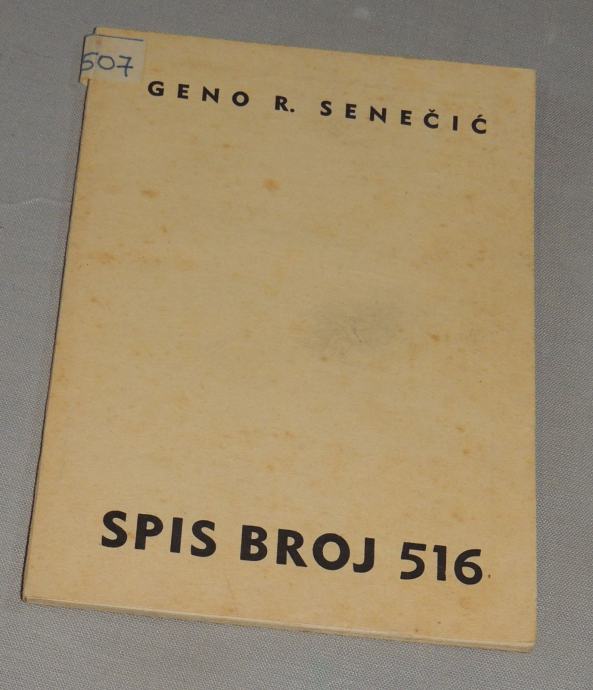 507
GENO R. SENEČIĆ
SPIS BROJ 516